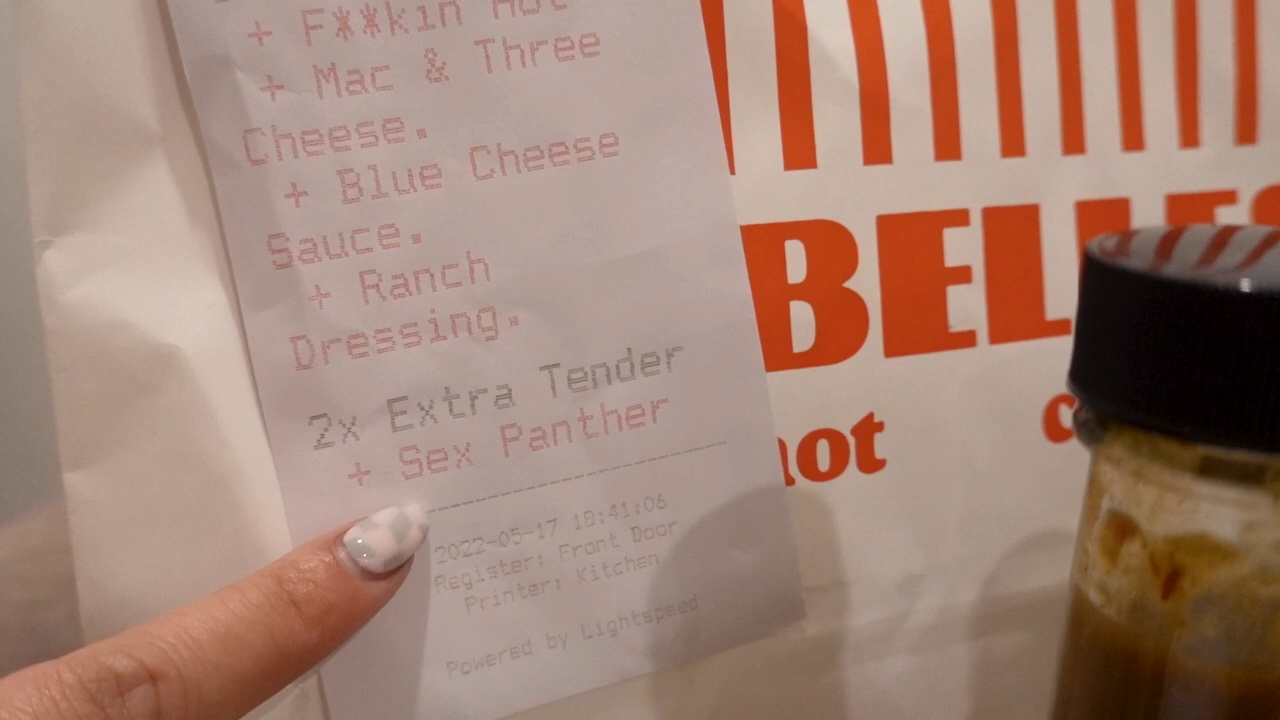 + F**kin Hot
+ Mac & Three
Cheese.
+ Blue Cheese
Sauce.
+ Ranch
Dressing.
2x Extra Tender
+ Sex Panther
2022-05-17 18:41:06
Register: Front Door
Printer: Kitchen
Powered by Lightspeed
BELLES
hot